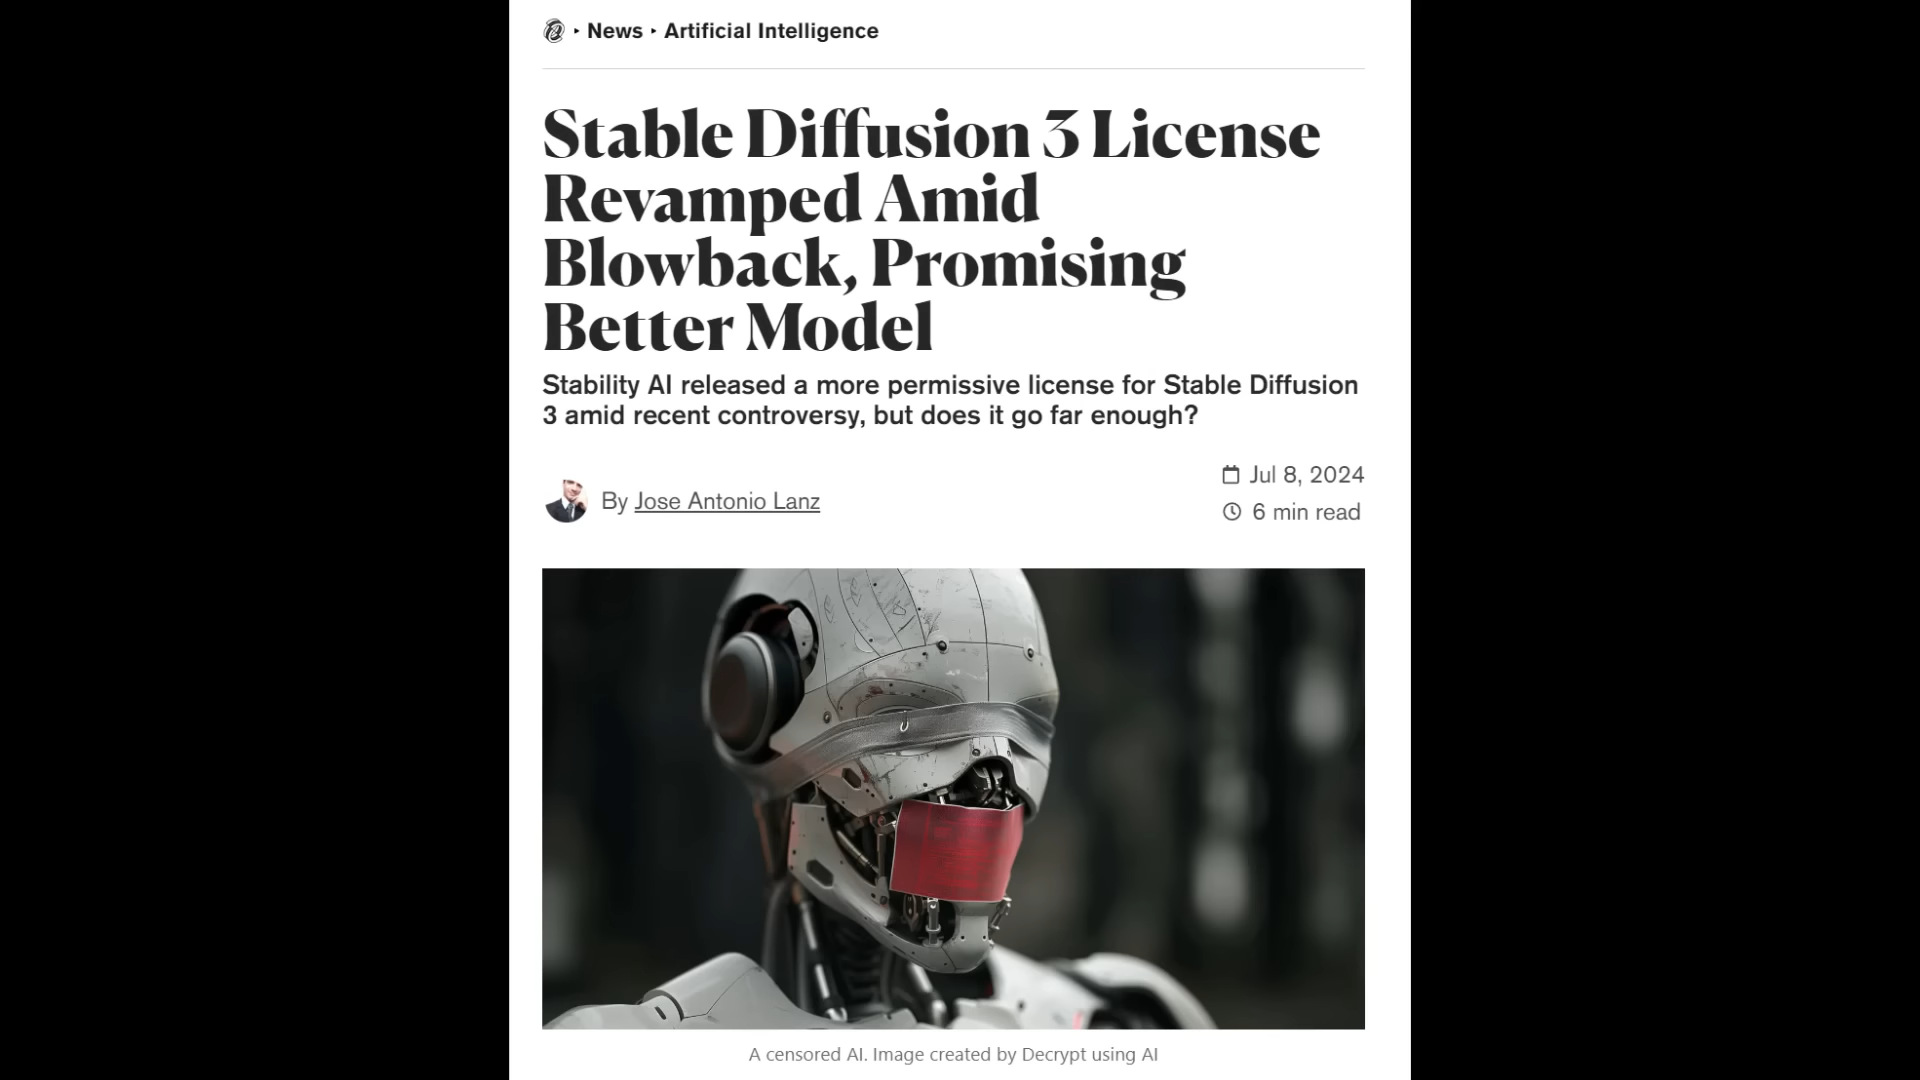 News ‣ Artificial Intelligence
Stable Diffusion 3 License
Revamped Amid
Blowback, Promising
Better Model
Stability AI released a more permissive license for Stable Diffusion
3 amid recent controversy, but does it go far enough?
By Jose Antonio Lanz
Jul 8, 2024
6 min read
A censored AI. Image created by Decrypt using AI